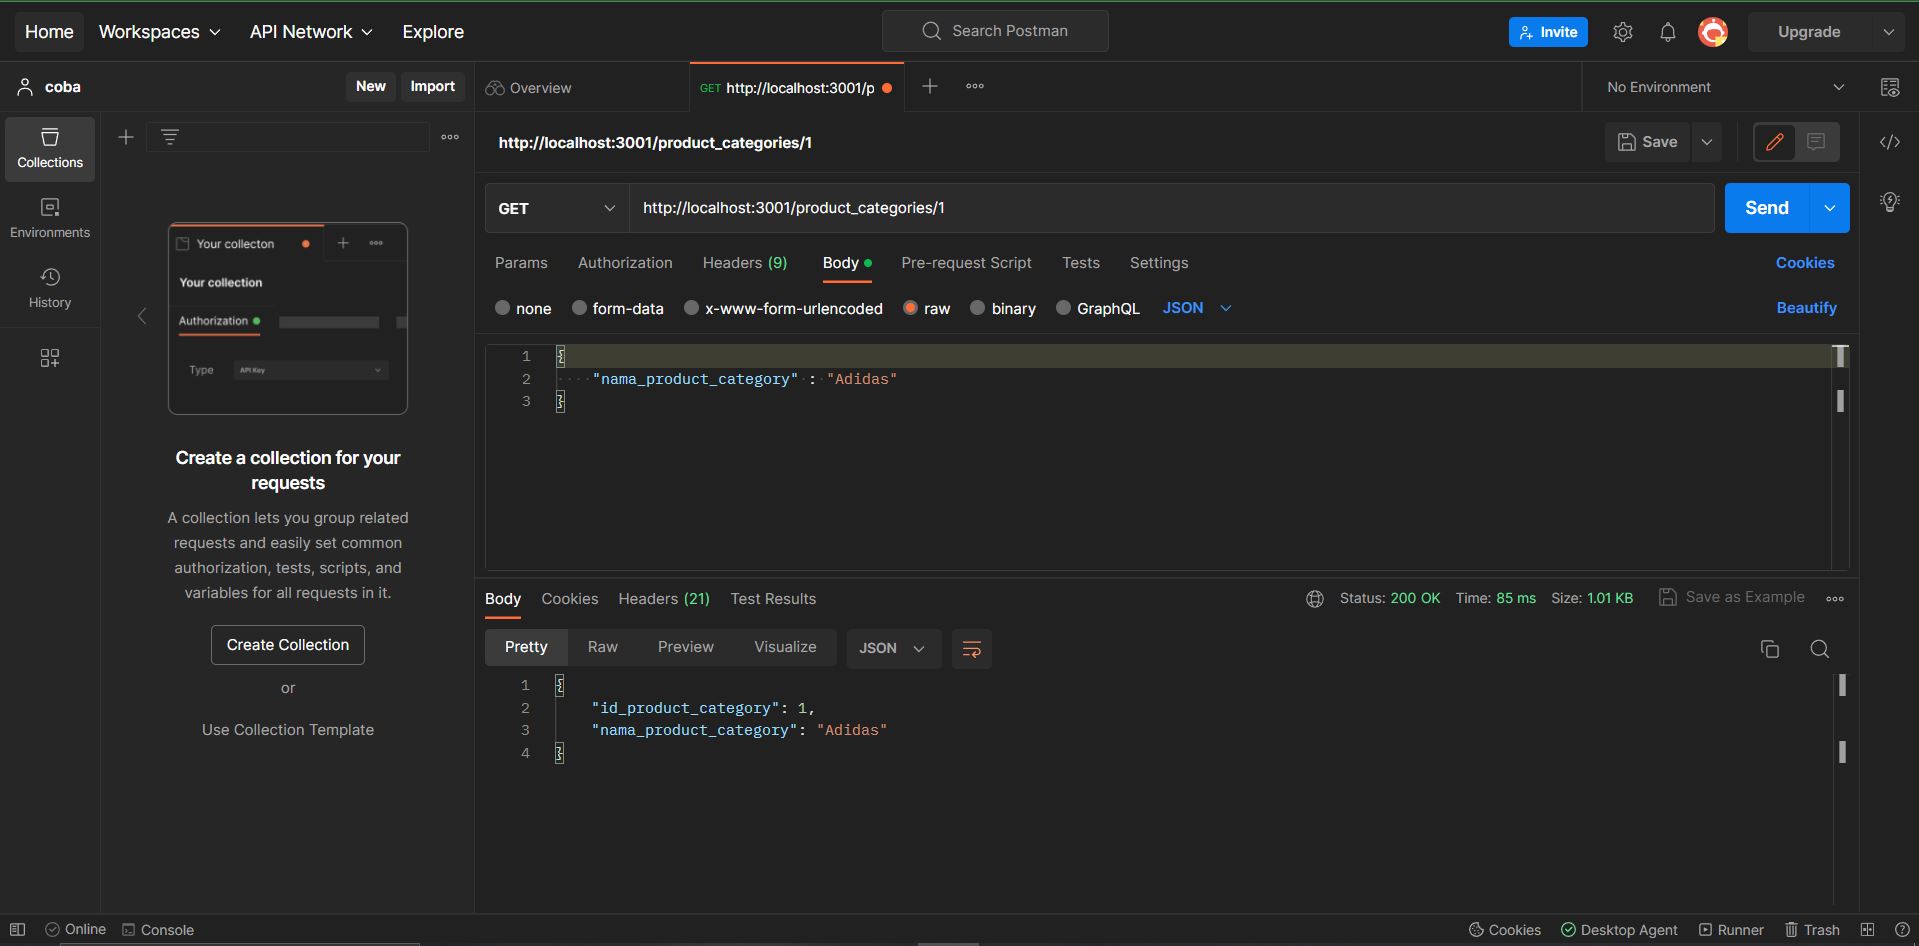 Home Workspaces API Network Explore Search Postman Invite Upgrade
coba New Import Overview GET http://localhost:3001/p No Environment
http://localhost:3001/product_categories/1 Save
Collections
Environments
History
Your collecton
Your collection
Authorization
Type API Key
Create a collection for your
requests
A collection lets you group related
requests and easily set common
authorization, tests, scripts, and
variables for all requests in it.
Create Collection
or
Use Collection Template
GET http://localhost:3001/product_categories/1 Send
Params Authorization Headers (9) Body Pre-request Script Tests Settings Cookies
none form-data x-www-form-urlencoded raw binary GraphQL JSON Beautify
1 {
2 "nama_product_category" : "Adidas"
3 }
Body Cookies Headers (21) Test Results Status: 200 OK Time: 85 ms Size: 1.01 KB Save as Example
Pretty Raw Preview Visualize JSON
1 {
2 "id_product_category": 1,
3 "nama_product_category": "Adidas"
4 }
Online Console Cookies Desktop Agent Runner Trash